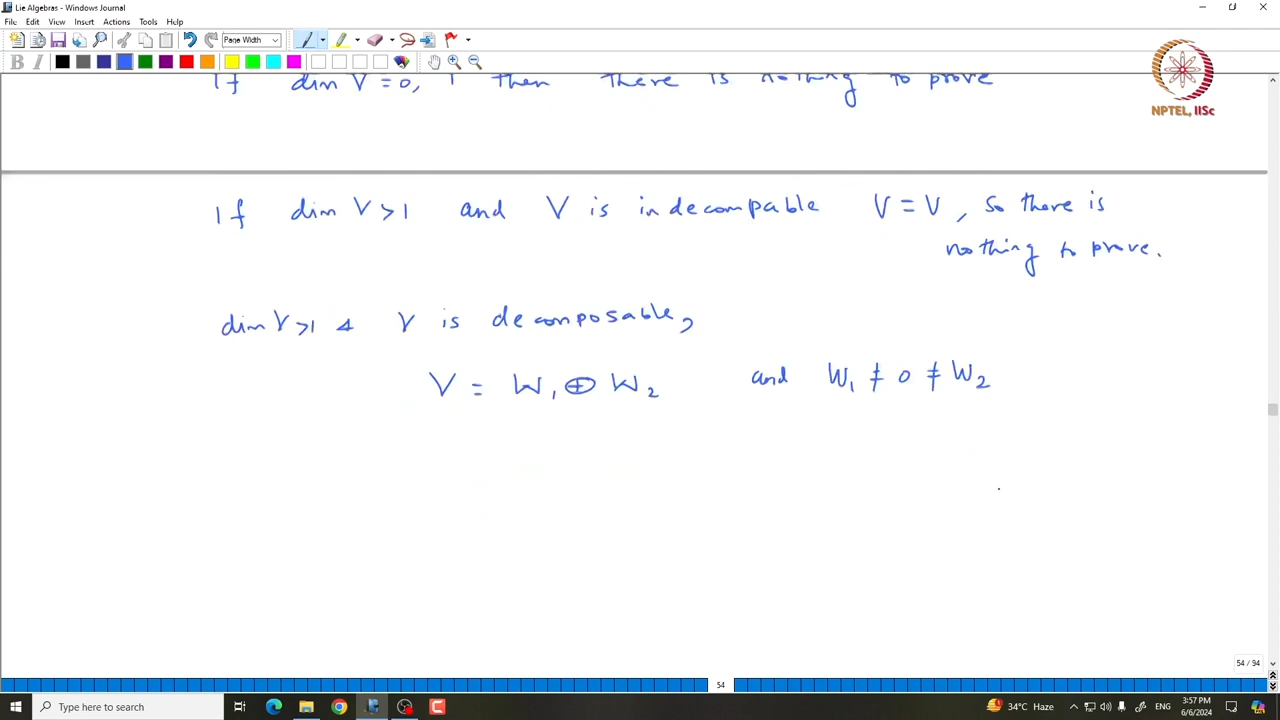 Lie Algebras - Windows Journal
File Edit View Insert Actions Tools Help
Page Width
B I
NPTEL, IISc
If dim V = 0, 1 then there is nothing to prove
If dim V > 1 and V is indecompable V = V, so there is
nothing to prove.
dim V > 1 & V is decomposable,
V = W₁ ⊕ W₂ and W₁ ≠ 0 ≠ W₂
54 / 94
54
Type here to search
34°C Haze
ENG
3:57 PM
6/6/2024